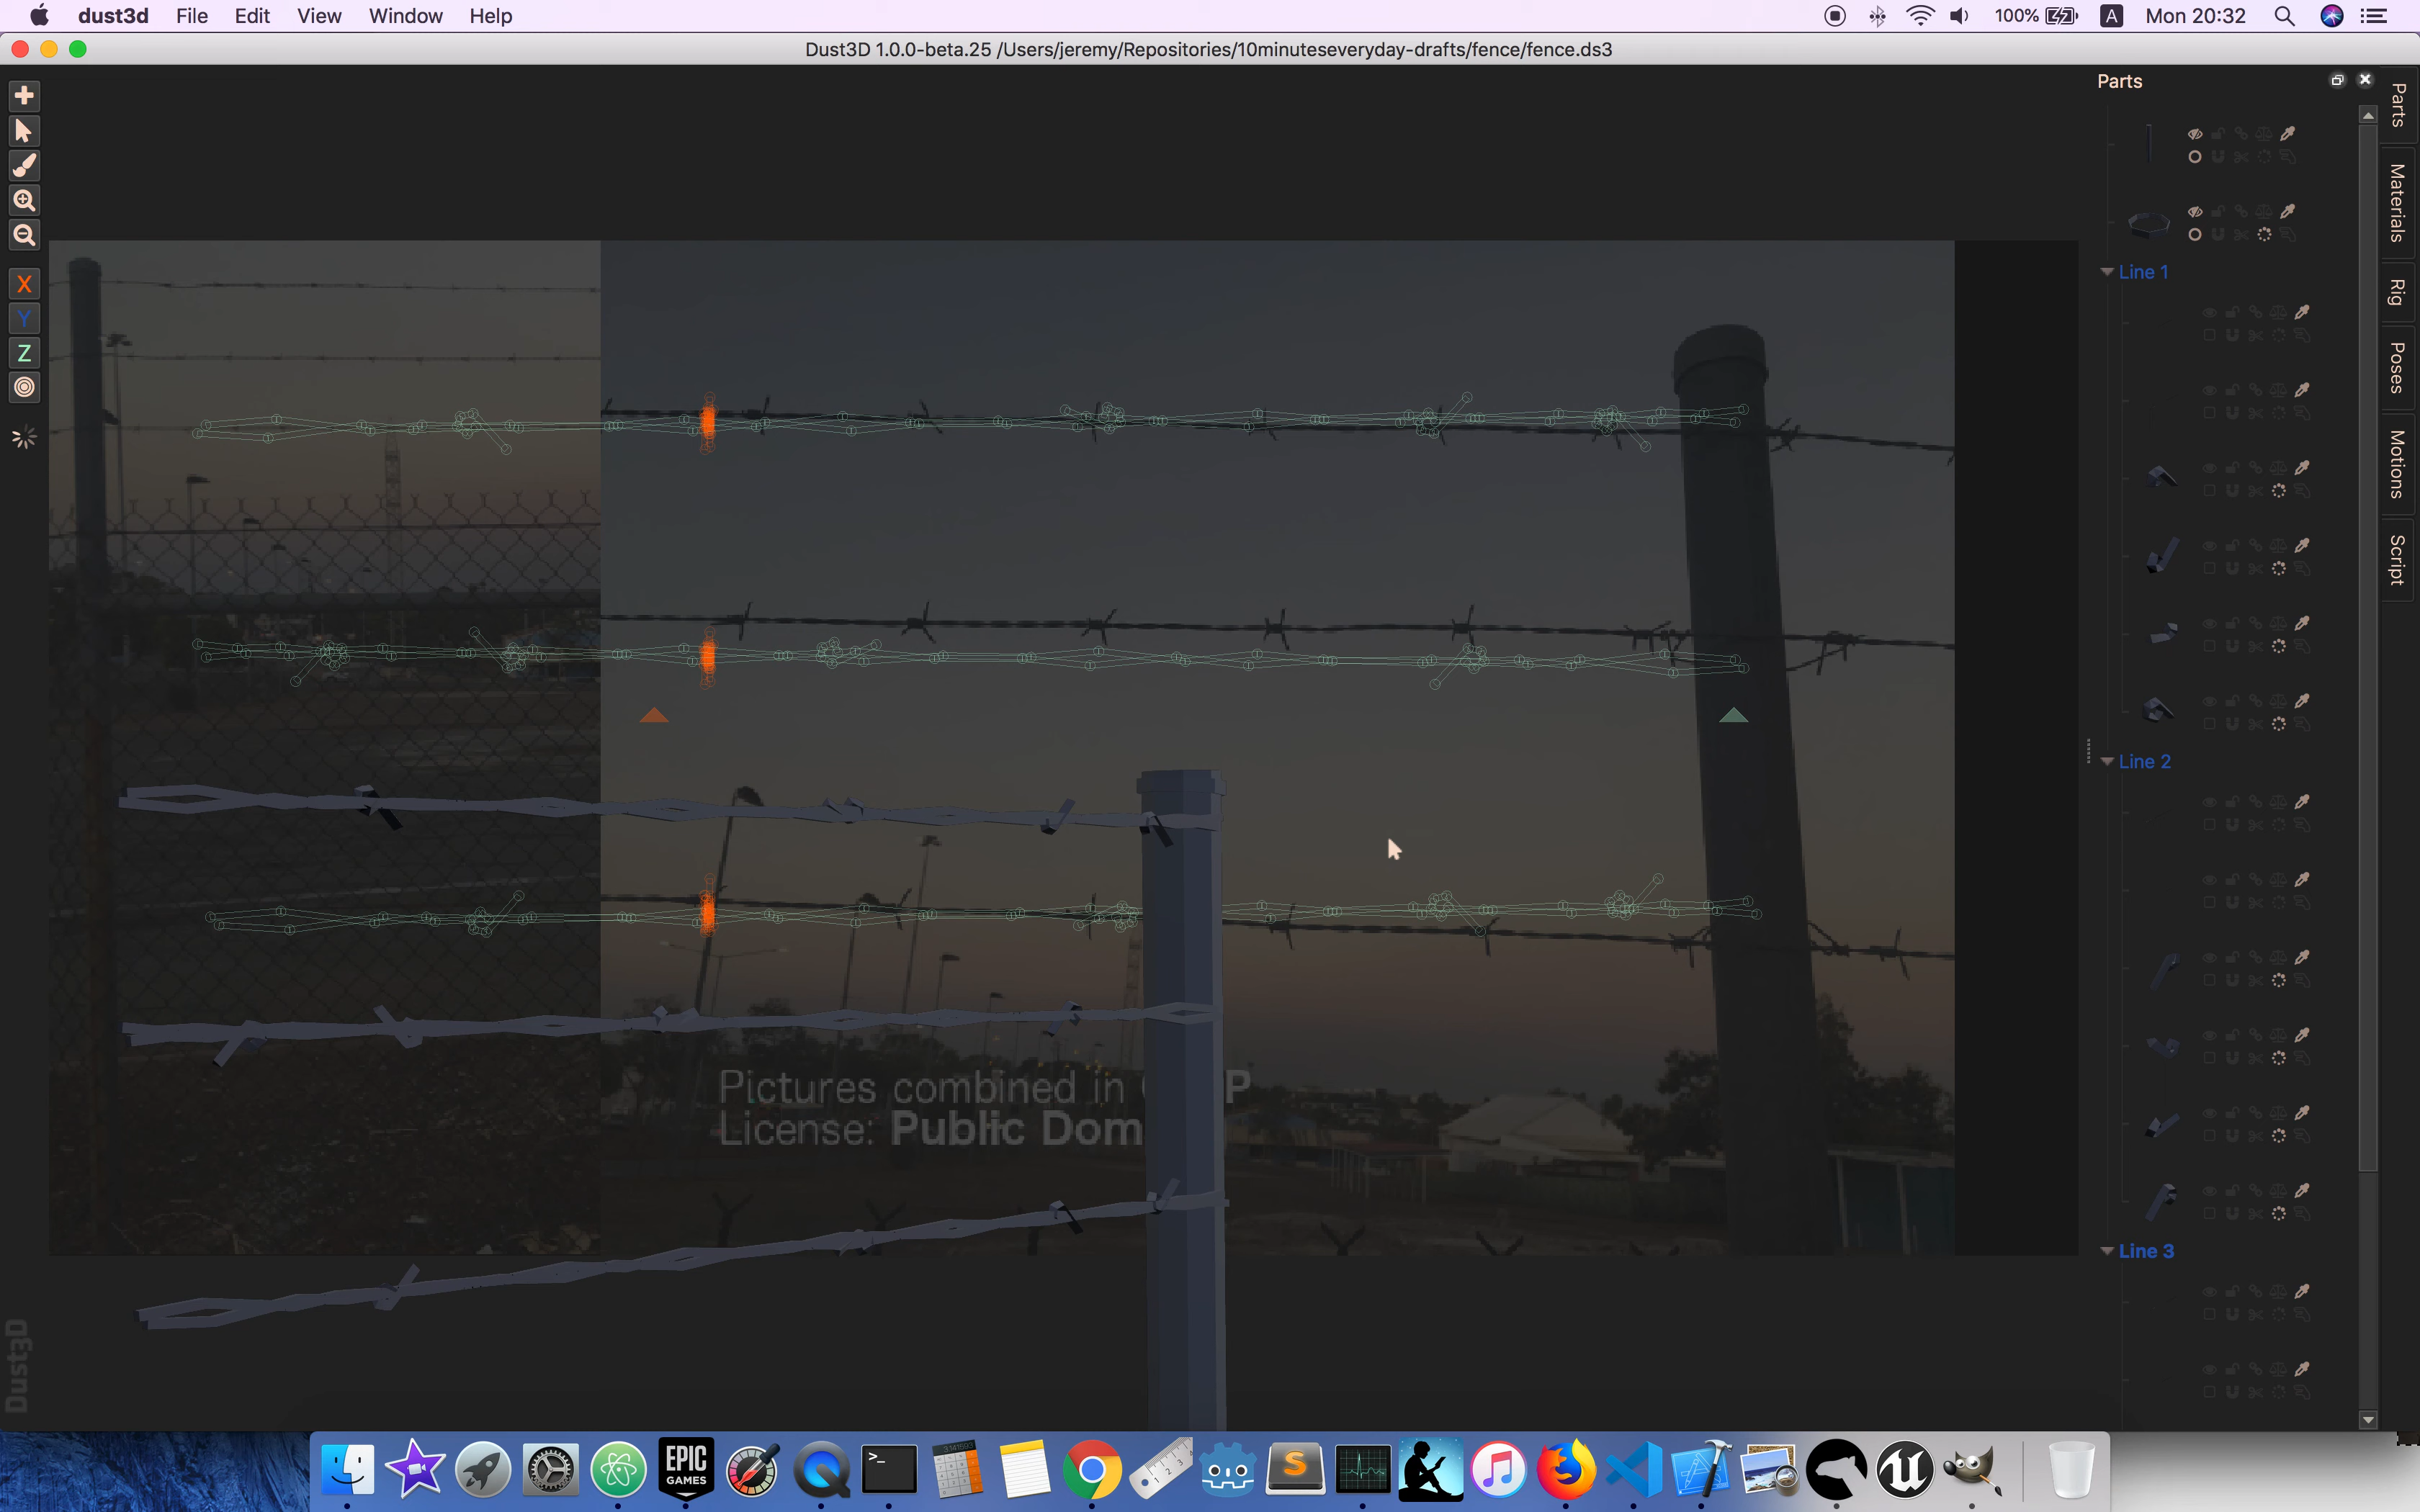 dust3d File Edit View Window Help 100% A Mon 20:32
Dust3D 1.0.0-beta.25 /Users/jeremy/Repositories/10minuteseveryday-drafts/fence/fence.ds3
Parts
Parts
Materials
Rig
Poses
Motions
Script
X
Y
Z
Line 1
Line 2
Line 3
Pictures combined in
License: Public Dom
Dust3D
EPIC
GAMES